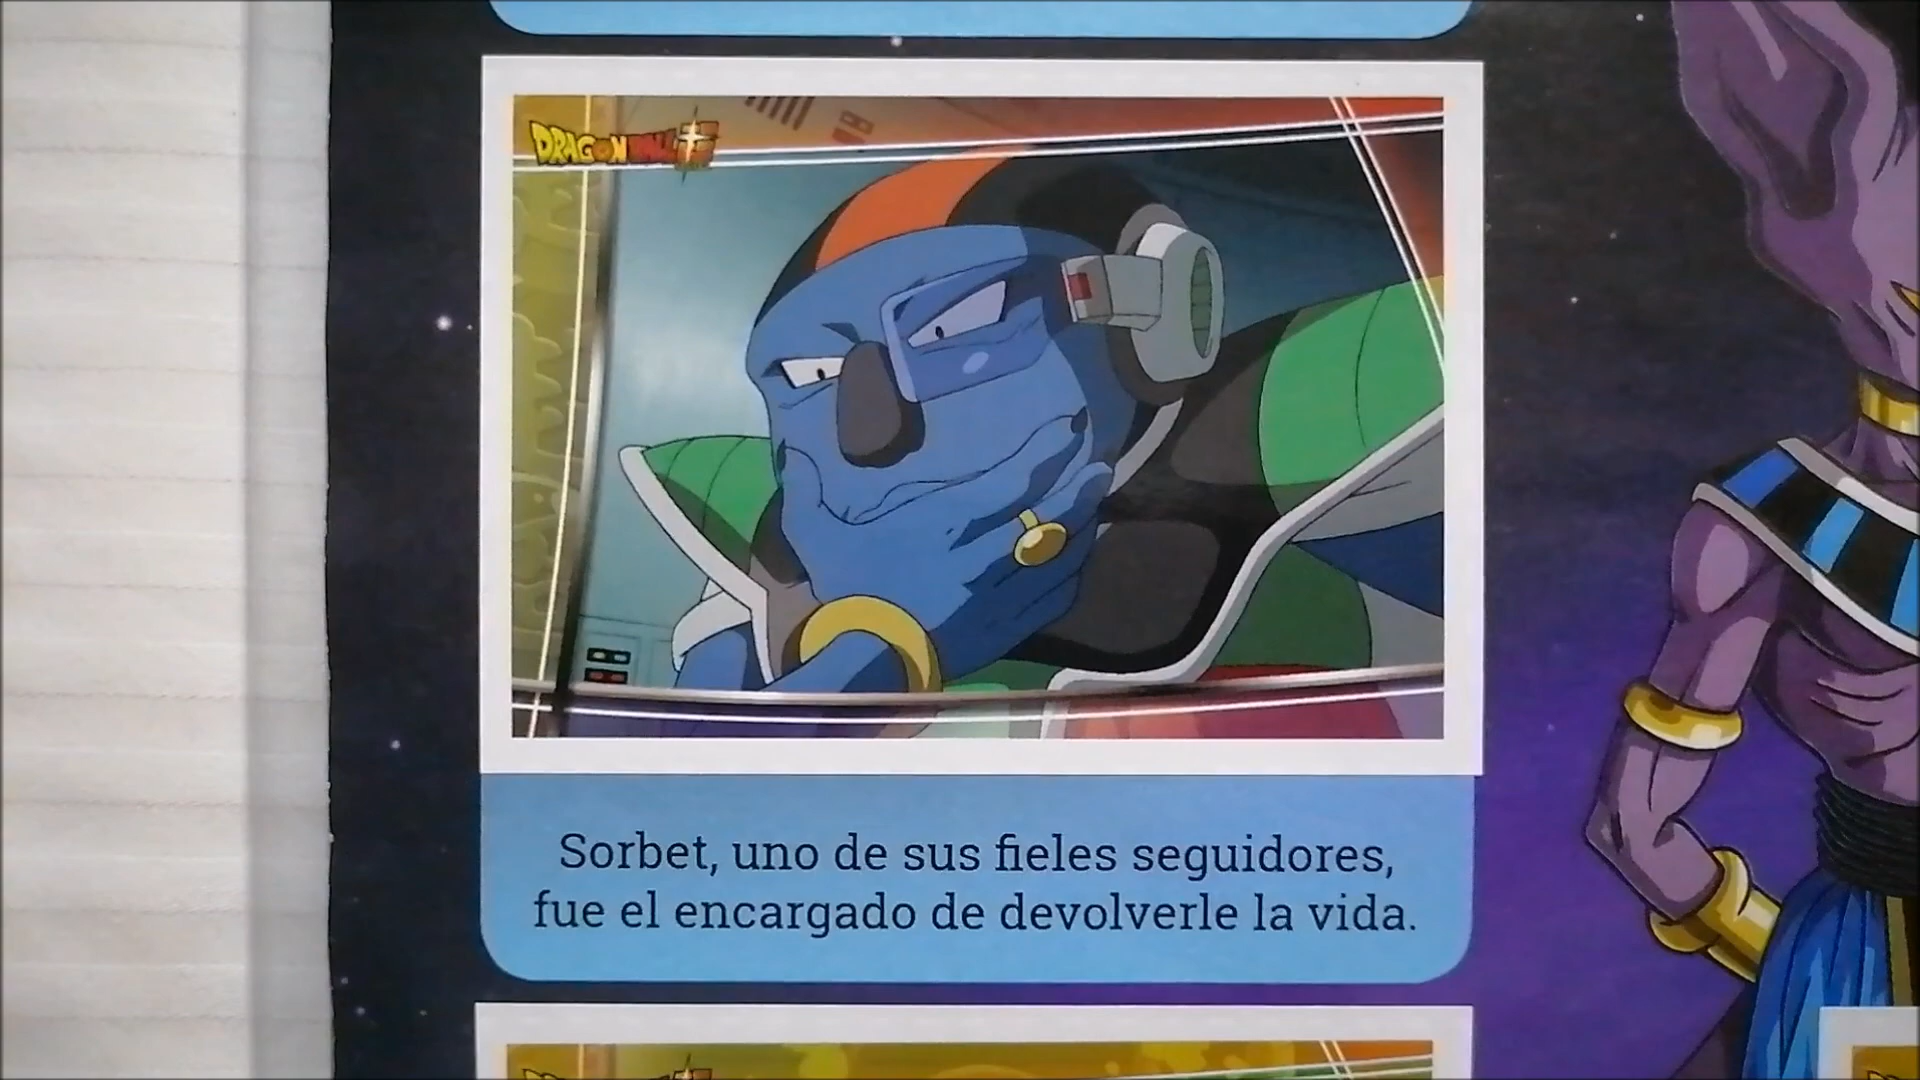 DRAGON BALL
Sorbet, uno de sus fieles seguidores,
fue el encargado de devolverle la vida.